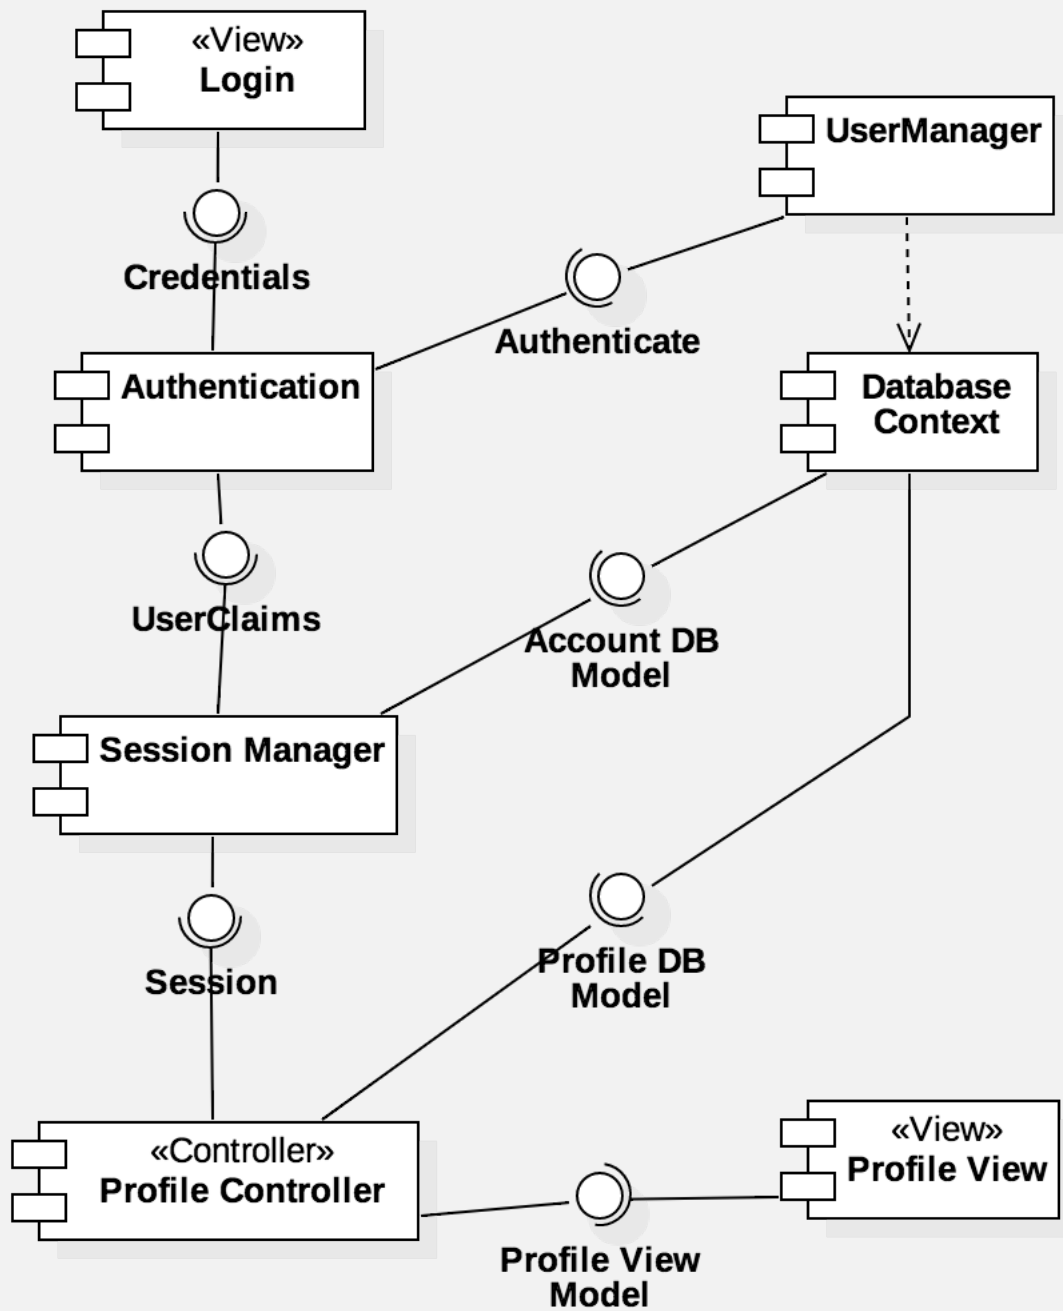 «View»
Login
UserManager
Credentials
Authenticate
Authentication
Database
Context
UserClaims
Account DB
Model
Session Manager
Profile DB
Model
Session
«Controller»
Profile Controller
«View»
Profile View
Profile View
Model